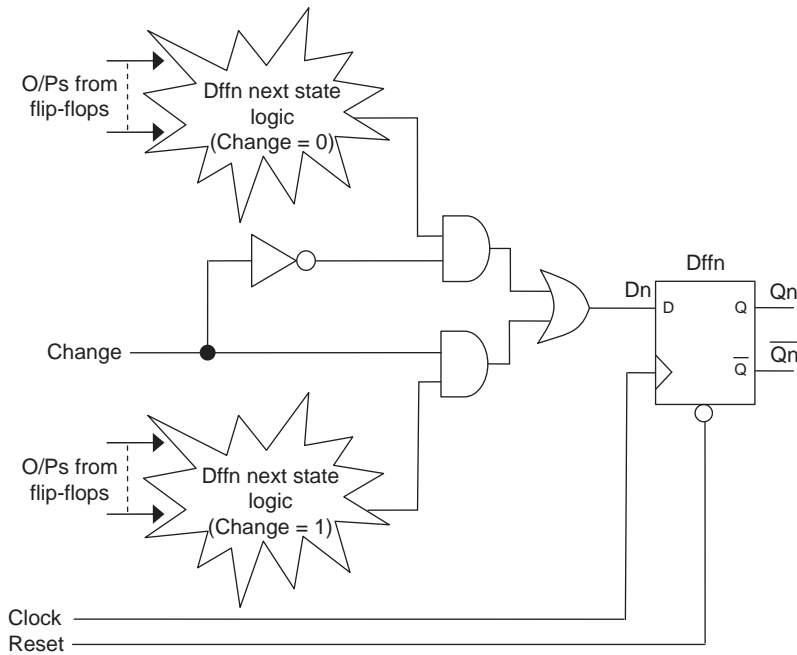 O/Ps from
flip-flops
Dffn next state
logic
(Change = 0)
Dffn
Dn
Qn
D
Q
Q̅
Q̅n̅
Change
O/Ps from
flip-flops
Dffn next state
logic
(Change = 1)
Clock
Reset